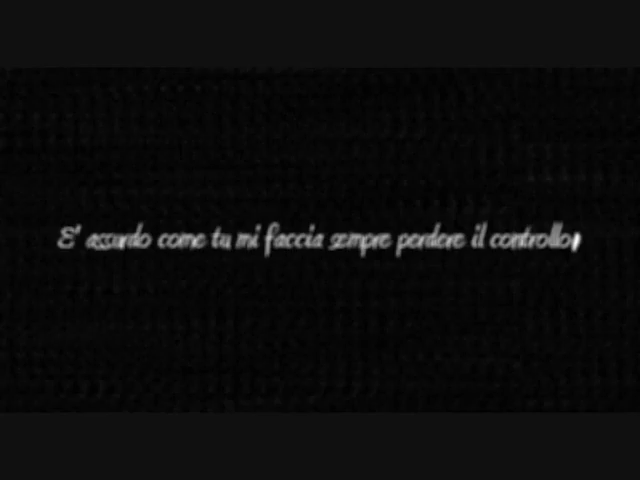 E' assurdo come tu mi faccia sempre perdere il controllo,